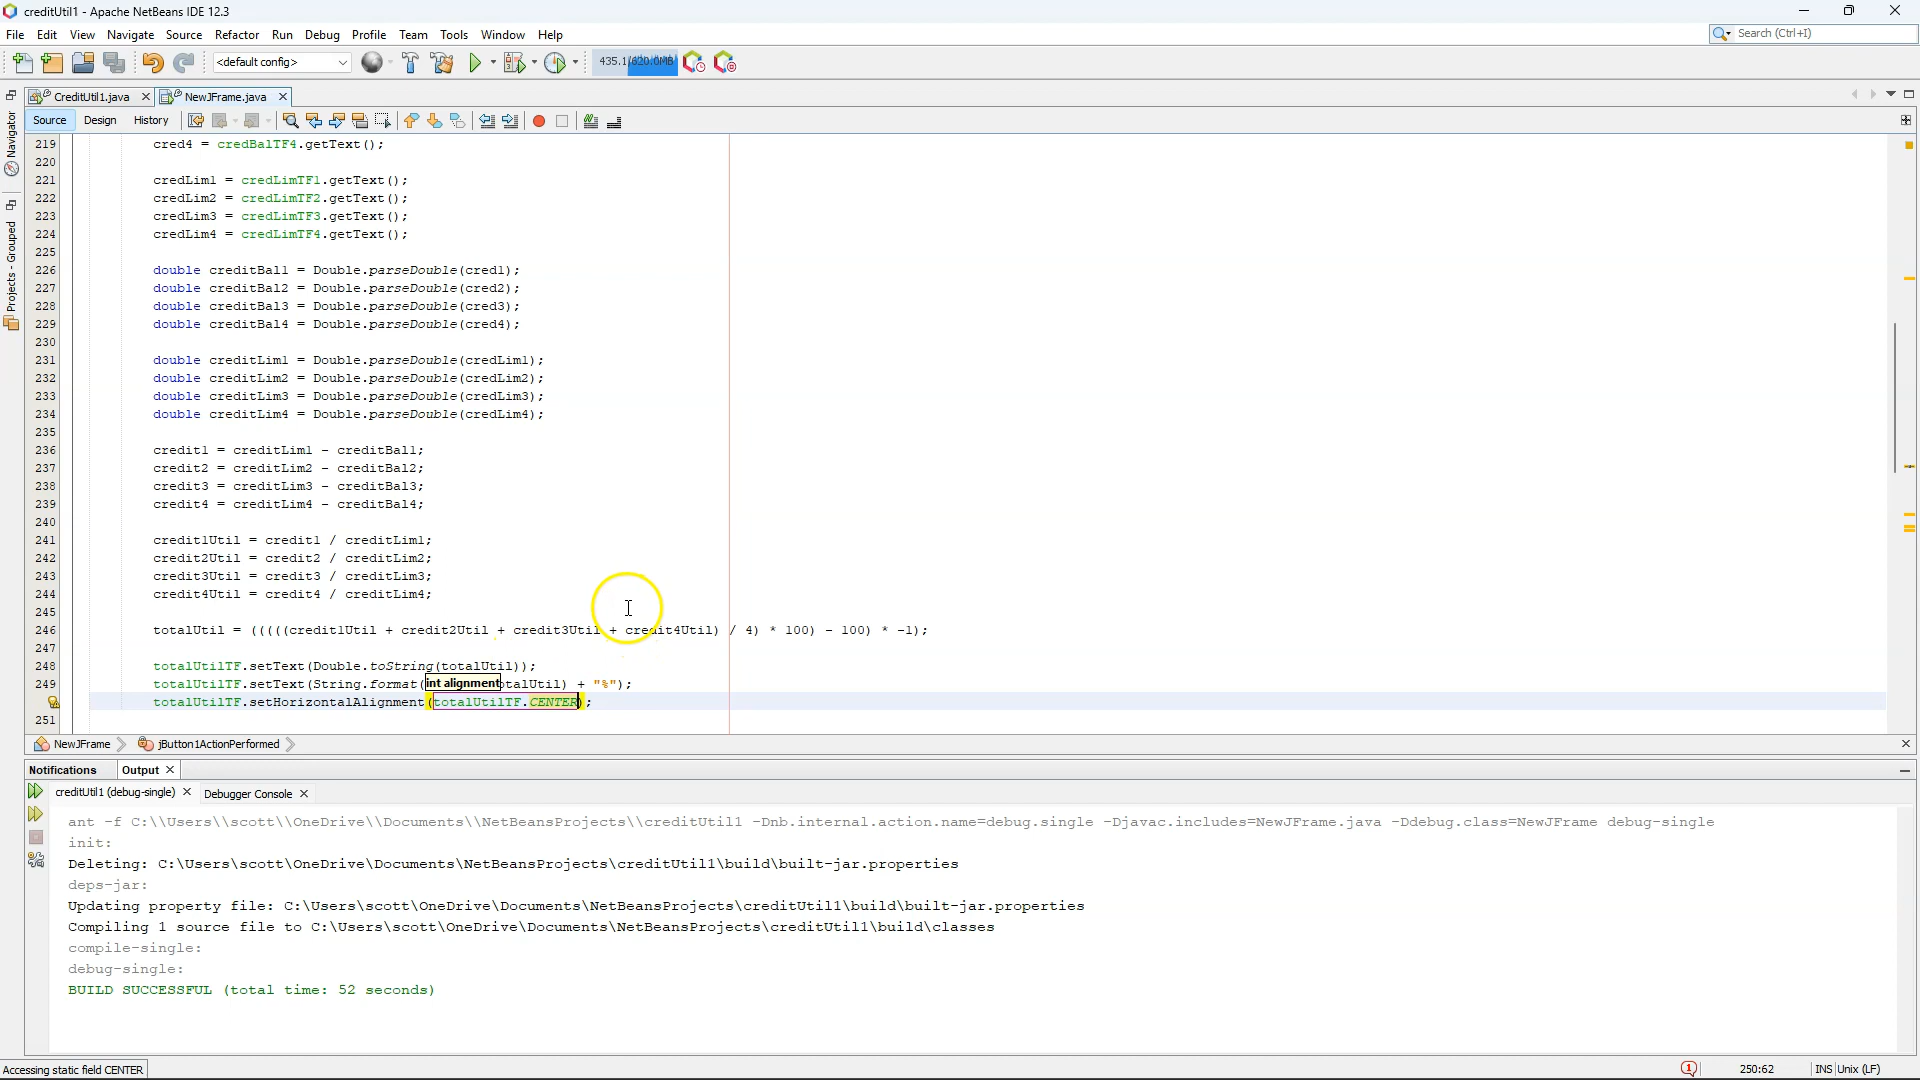 creditUtil1 - Apache NetBeans IDE 12.3
File Edit View Navigate Source Refactor Run Debug Profile Team Tools Window Help
Search (Ctrl+I)
<default config>
435.1/620.0MB
CreditUtil1.java
NewJFrame.java
Source Design History
Navigator
Projects - Grouped
219 cred4 = credBalTF4.getText();
220
221 credLim1 = credLimTF1.getText();
222 credLim2 = credLimTF2.getText();
223 credLim3 = credLimTF3.getText();
224 credLim4 = credLimTF4.getText();
225
226 double creditBal1 = Double.parseDouble(cred1);
227 double creditBal2 = Double.parseDouble(cred2);
228 double creditBal3 = Double.parseDouble(cred3);
229 double creditBal4 = Double.parseDouble(cred4);
230
231 double creditLim1 = Double.parseDouble(credLim1);
232 double creditLim2 = Double.parseDouble(credLim2);
233 double creditLim3 = Double.parseDouble(credLim3);
234 double creditLim4 = Double.parseDouble(credLim4);
235
236 credit1 = creditLim1 - creditBal1;
237 credit2 = creditLim2 - creditBal2;
238 credit3 = creditLim3 - creditBal3;
239 credit4 = creditLim4 - creditBal4;
240
241 credit1Util = credit1 / creditLim1;
242 credit2Util = credit2 / creditLim2;
243 credit3Util = credit3 / creditLim3;
244 credit4Util = credit4 / creditLim4;
245
246 totalUtil = (((((credit1Util + credit2Util + credit3Util + credit4Util) / 4) * 100) - 100) * -1);
247
248 totalUtilTF.setText(Double.toString(totalUtil));
249 totalUtilTF.setText(String.format( int alignment talUtil) + "%");
totalUtilTF.setHorizontalAlignment(totalUtilTF.CENTER);
251
NewJFrame jButton1ActionPerformed
Notifications Output
creditUtil1 (debug-single) Debugger Console
ant -f C:\\Users\\scott\\OneDrive\\Documents\\NetBeansProjects\\creditUtil1 -Dnb.internal.action.name=debug.single -Djavac.includes=NewJFrame.java -Ddebug.class=NewJFrame debug-single
init:
Deleting: C:\Users\scott\OneDrive\Documents\NetBeansProjects\creditUtil1\build\built-jar.properties
deps-jar:
Updating property file: C:\Users\scott\OneDrive\Documents\NetBeansProjects\creditUtil1\build\built-jar.properties
Compiling 1 source file to C:\Users\scott\OneDrive\Documents\NetBeansProjects\creditUtil1\build\classes
compile-single:
debug-single:
BUILD SUCCESSFUL (total time: 52 seconds)
Accessing static field CENTER
1
250:62
INS Unix (LF)